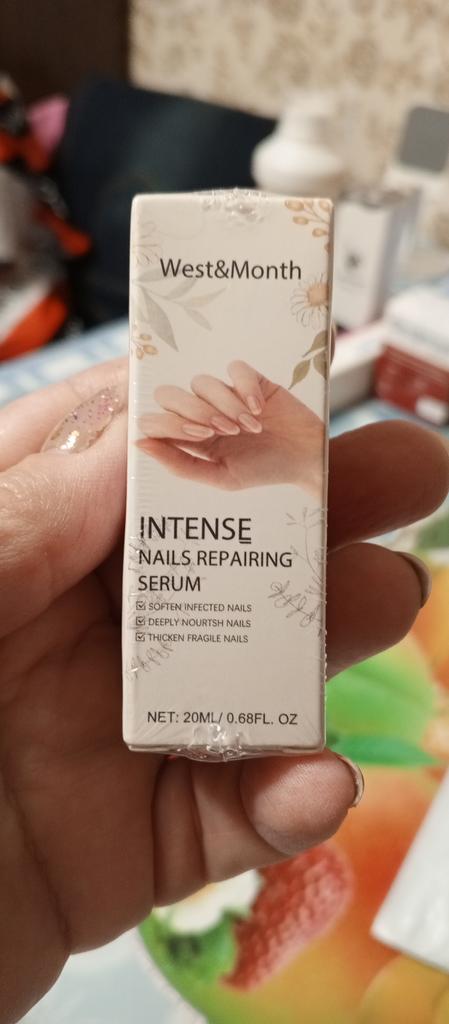 West&Month
INTENSE
NAILS REPAIRING
SERUM
SOFTEN INFECTED NAILS
DEEPLY NOURTSH NAILS
THICKEN FRAGILE NAILS
NET: 20ML/ 0.68FL. OZ